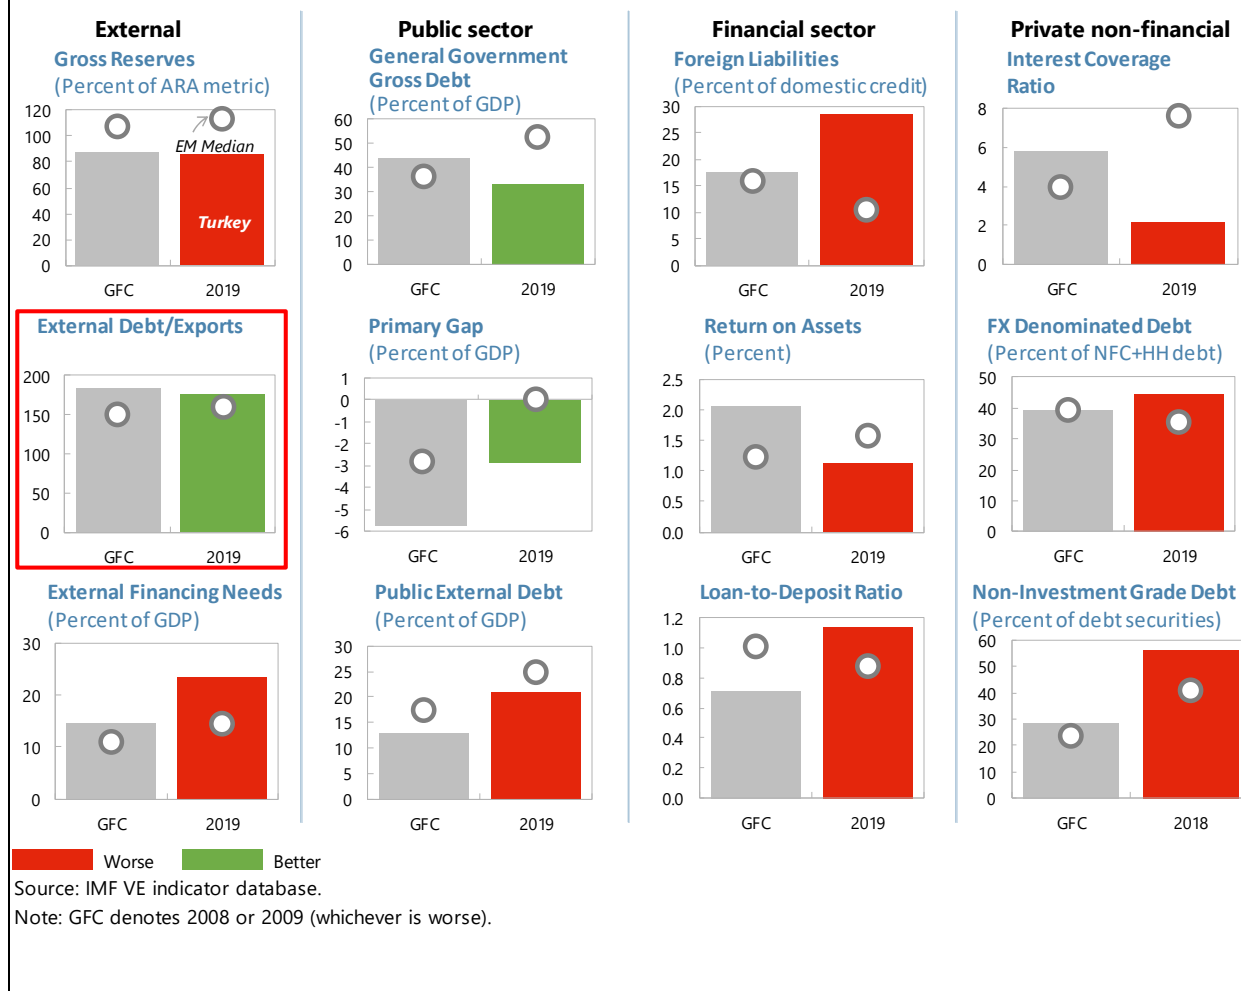 External
Gross Reserves
(Percent of ARA metric)
120
100
80
60
40
20
0
EM Median
Turkey
GFC
2019
External Debt/Exports
200
150
100
50
0
GFC
2019
External Financing Needs
(Percent of GDP)
30
20
10
0
GFC
2019
Public sector
General Government
Gross Debt
(Percent of GDP)
60
50
40
30
20
10
0
GFC
2019
Primary Gap
(Percent of GDP)
1
0
-1
-2
-3
-4
-5
-6
GFC
2019
Public External Debt
(Percent of GDP)
30
25
20
15
10
5
0
GFC
2019
Financial sector
Foreign Liabilities
(Percent of domestic credit)
30
25
20
15
10
5
0
GFC
2019
Return on Assets
(Percent)
2.5
2.0
1.5
1.0
0.5
0.0
GFC
2019
Loan-to-Deposit Ratio
1.2
1.0
0.8
0.6
0.4
0.2
0.0
GFC
2019
Private non-financial
Interest Coverage
Ratio
8
6
4
2
0
GFC
2019
FX Denominated Debt
(Percent of NFC+HH debt)
50
40
30
20
10
0
GFC
2019
Non-Investment Grade Debt
(Percent of debt securities)
60
50
40
30
20
10
0
GFC
2018
Worse
Better
Source: IMF VE indicator database.
Note: GFC denotes 2008 or 2009 (whichever is worse).